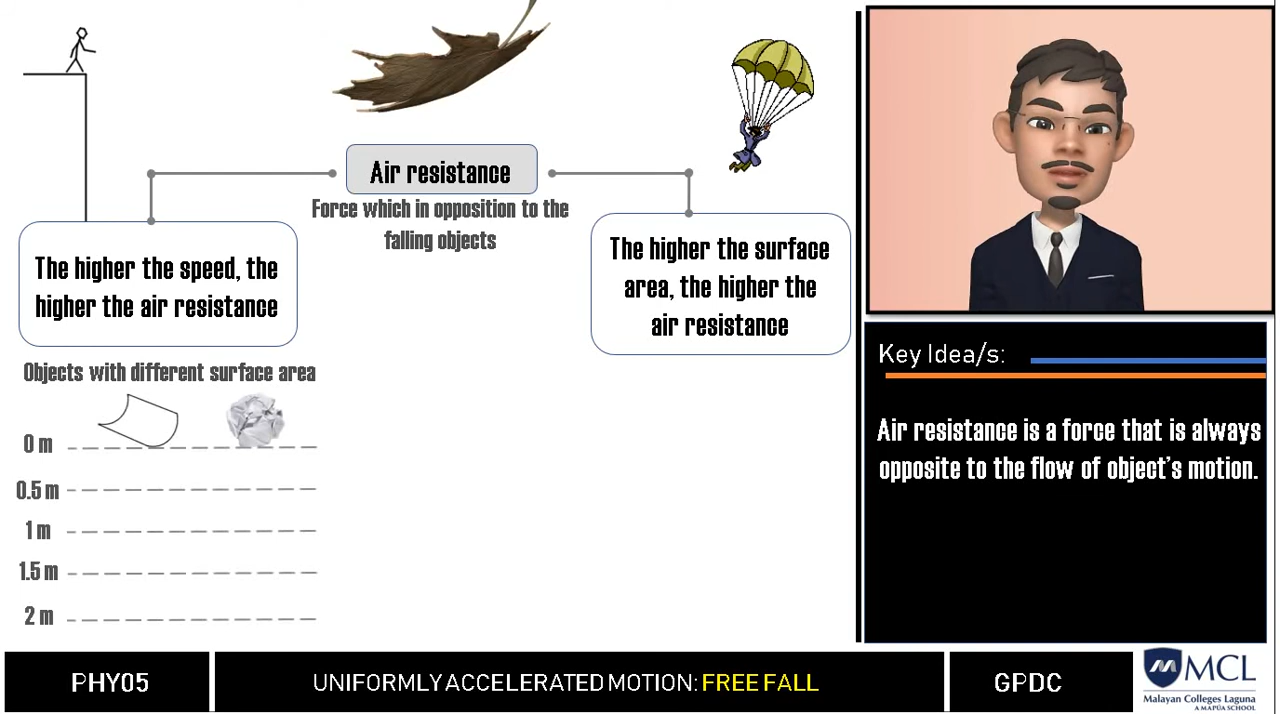 Air resistance
Force which in opposition to the
falling objects
The higher the speed, the
higher the air resistance
The higher the surface
area, the higher the
air resistance
Objects with different surface area
0 m
0.5 m
1 m
1.5 m
2 m
Key Idea/s:
Air resistance is a force that is always
opposite to the flow of object's motion.
PHY05
UNIFORMLY ACCELERATED MOTION: FREE FALL
GPDC
MCL
Malayan Colleges Laguna
A MAPÚA SCHOOL